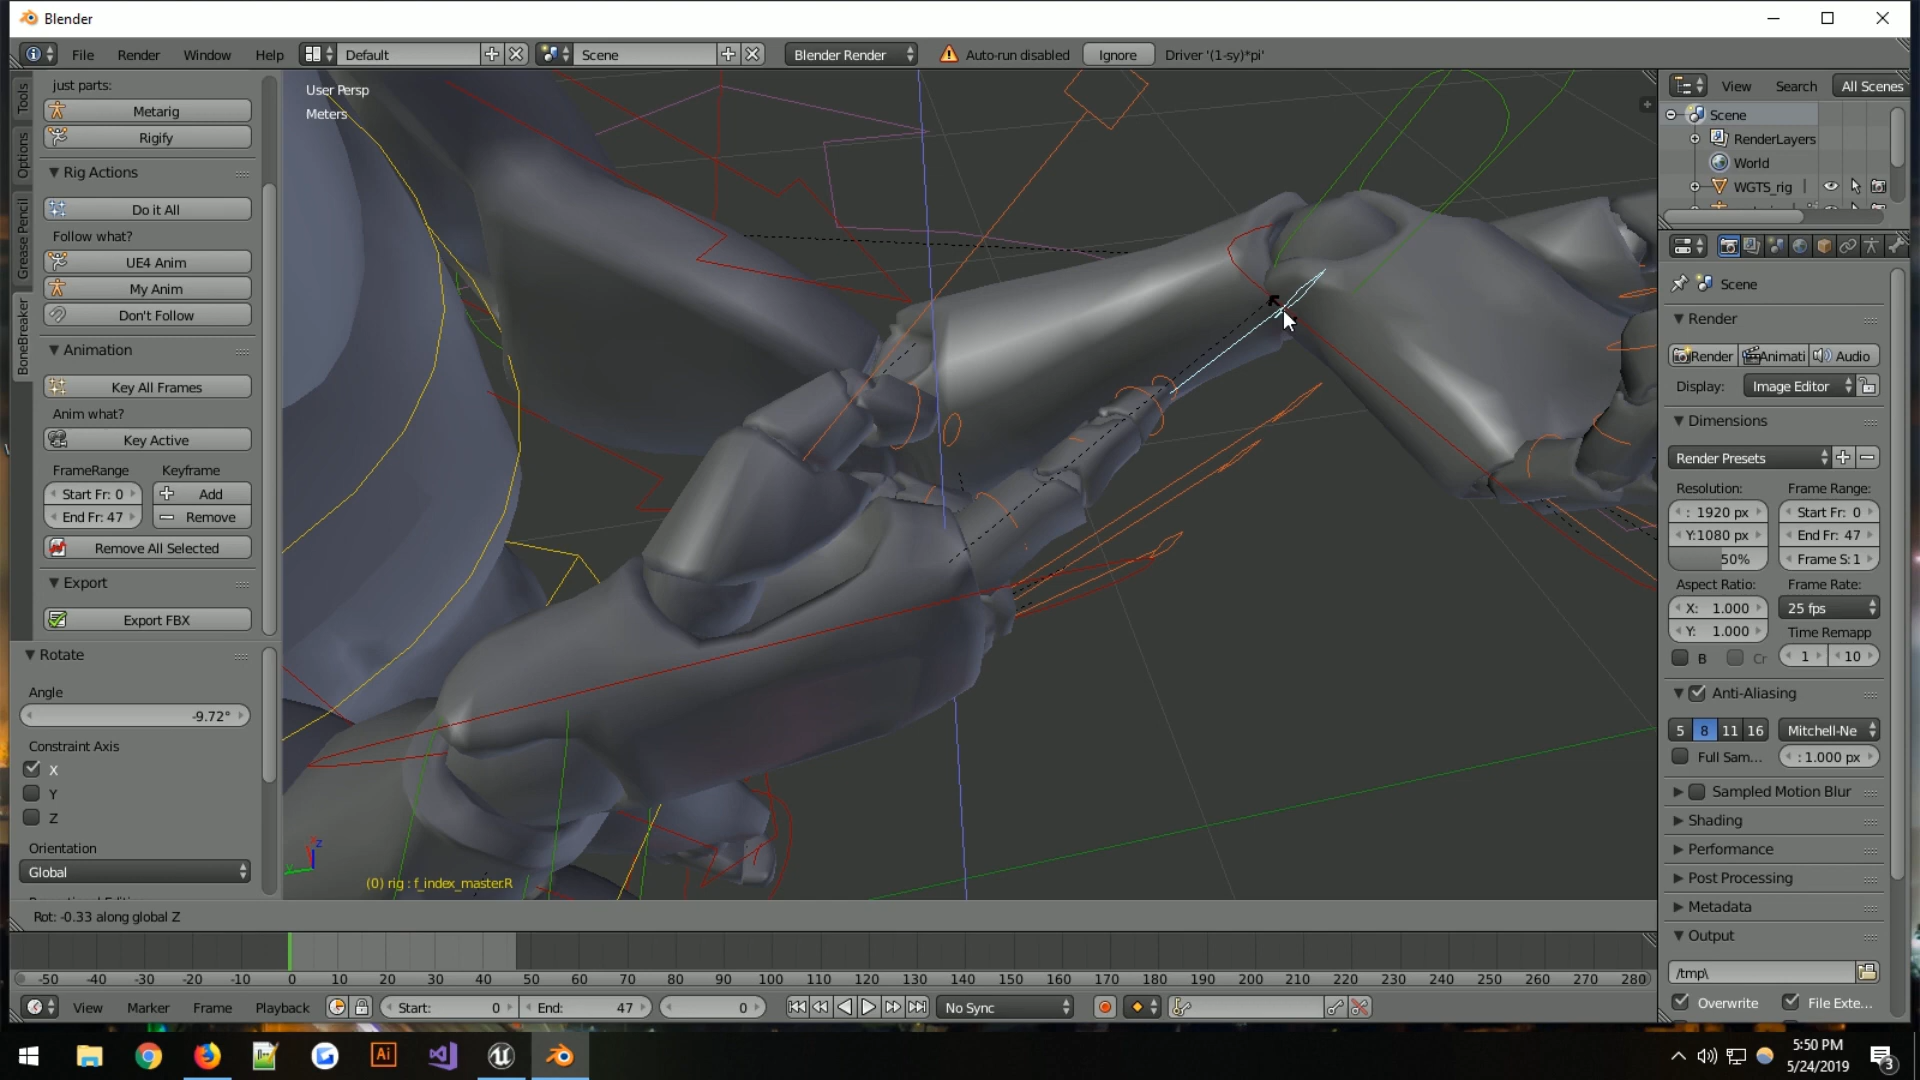 Blender
File Render Window Help Default Scene Blender Render Auto-run disabled Ignore Driver '(1-sy)*pi'
Tools
Options
Grease Pencil
BoneBreaker
just parts:
Metarig
Rigify
Rig Actions
Do it All
Follow what?
UE4 Anim
My Anim
Don't Follow
Animation
Key All Frames
Anim what?
Key Active
FrameRange Keyframe
Start Fr: 0 Add
End Fr: 47 Remove
Remove All Selected
Export
Export FBX
Rotate
Angle
-9.72°
Constraint Axis
X
Y
Z
Orientation
Global
User Persp
Meters
(0) rig : f_index_master.R
Rot: -0.33 along global Z
-50 -40 -30 -20 -10 0 10 20 30 40 50 60 70 80 90 100 110 120 130 140 150 160 170 180 190 200 210 220 230 240 250 260 270 280
View Marker Frame Playback Start: 0 End: 47 0 No Sync
View Search All Scenes
Scene
RenderLayers
World
WGTS_rig
Scene
Render
Render Animati Audio
Display: Image Editor
Dimensions
Render Presets
Resolution: Frame Range:
: 1920 px Start Fr: 0
Y:1080 px End Fr: 47
50% Frame S: 1
Aspect Ratio: Frame Rate:
X: 1.000 25 fps
Y: 1.000 Time Remapp
B Cr 1 10
Anti-Aliasing
5 8 11 16 Mitchell-Ne
Full Sam... : 1.000 px
Sampled Motion Blur
Shading
Performance
Post Processing
Metadata
Output
/tmp\
Overwrite File Exte...
Ai
5:50 PM
5/24/2019
3